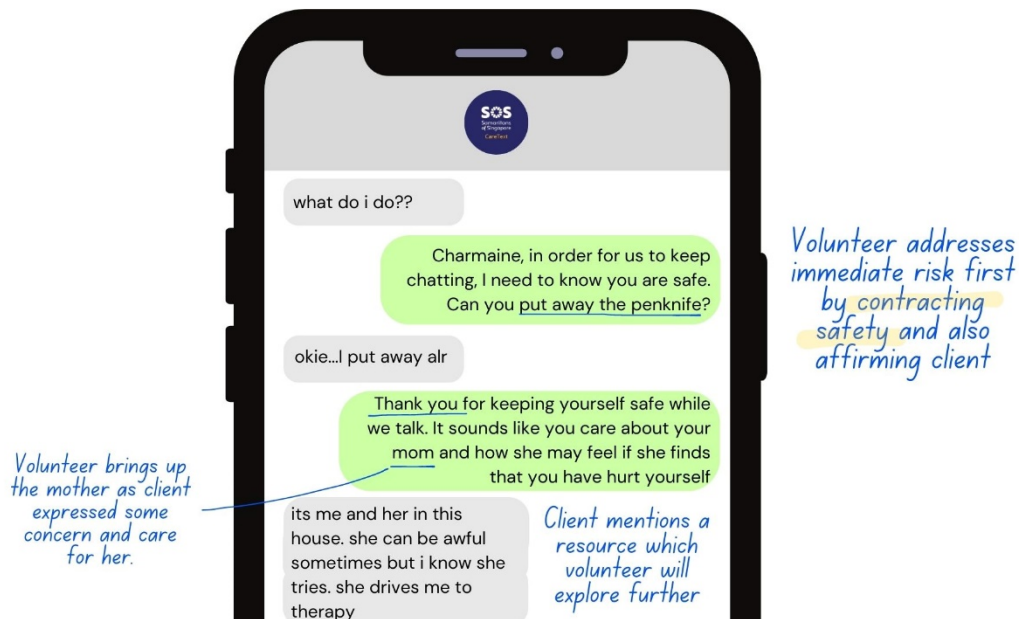 SOS
Samaritans
of Singapore
CareText
what do i do??
Charmaine, in order for us to keep
chatting, I need to know you are safe.
Can you put away the penknife?
Volunteer addresses
immediate risk first
by contracting
safety and also
affirming client
okie...I put away alr
Thank you for keeping yourself safe while
we talk. It sounds like you care about your
mom and how she may feel if she finds
that you have hurt yourself
Volunteer brings up
the mother as client
expressed some
concern and care
for her.
its me and her in this
house. she can be awful
sometimes but i know she
tries. she drives me to
therapy
Client mentions a
resource which
volunteer will
explore further